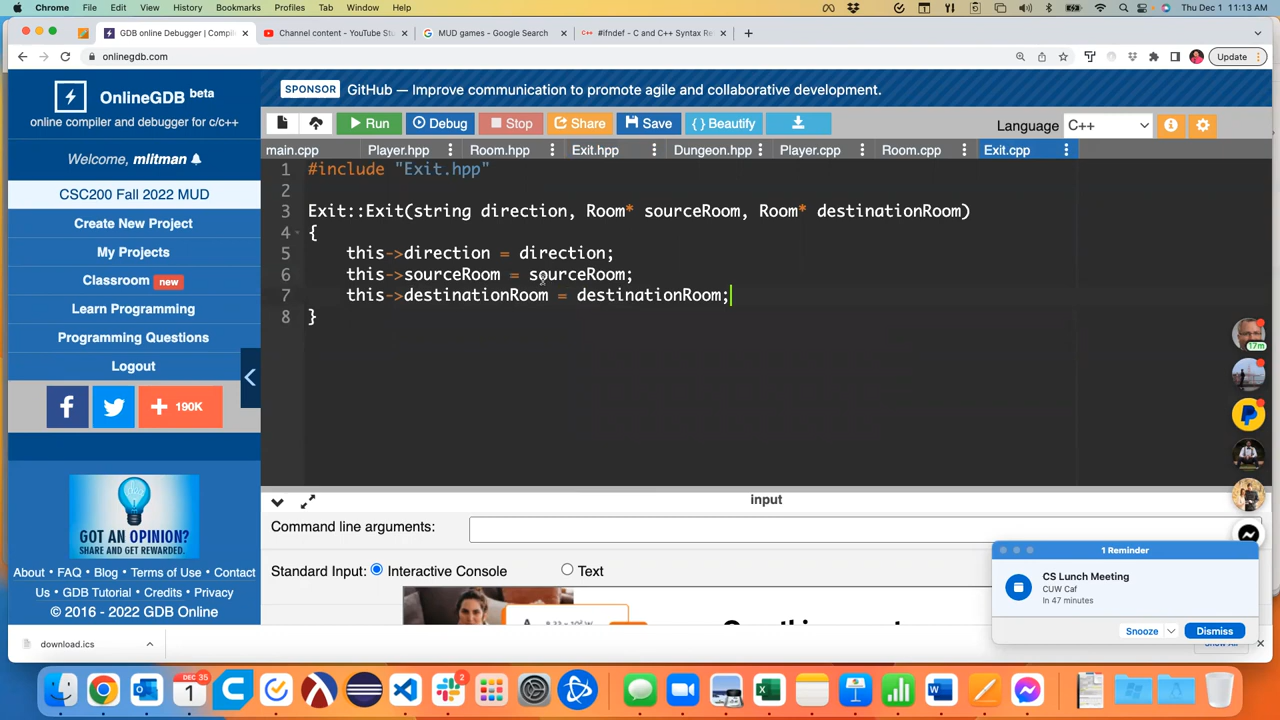 Chrome File Edit View History Bookmarks Profiles Tab Window Help Thu Dec 1 11:13 AM
GDB online Debugger | Compil Channel content - YouTube Stu MUD games - Google Search #ifndef - C and C++ Syntax Re
onlinegdb.com Update
SPONSOR GitHub — Improve communication to promote agile and collaborative development.
OnlineGDB beta
online compiler and debugger for c/c++
Run Debug Stop Share Save { } Beautify Language C++
main.cpp Player.hpp Room.hpp Exit.hpp Dungeon.hpp Player.cpp Room.cpp Exit.cpp
Welcome, mlitman
CSC200 Fall 2022 MUD
Create New Project
My Projects
Classroom new
Learn Programming
Programming Questions
Logout
190K
GOT AN OPINION?
SHARE AND GET REWARDED.
About • FAQ • Blog • Terms of Use • Contact
Us • GDB Tutorial • Credits • Privacy
© 2016 - 2022 GDB Online
1 #include "Exit.hpp"
2
3 Exit::Exit(string direction, Room* sourceRoom, Room* destinationRoom)
4 {
5 this->direction = direction;
6 this->sourceRoom = sourceRoom;
7 this->destinationRoom = destinationRoom;
8 }
17m
input
Command line arguments:
Standard Input: Interactive Console Text
1 Reminder
CS Lunch Meeting
CUW Caf
In 47 minutes
Snooze Dismiss
download.ics
Show All
DEC 35
1
2